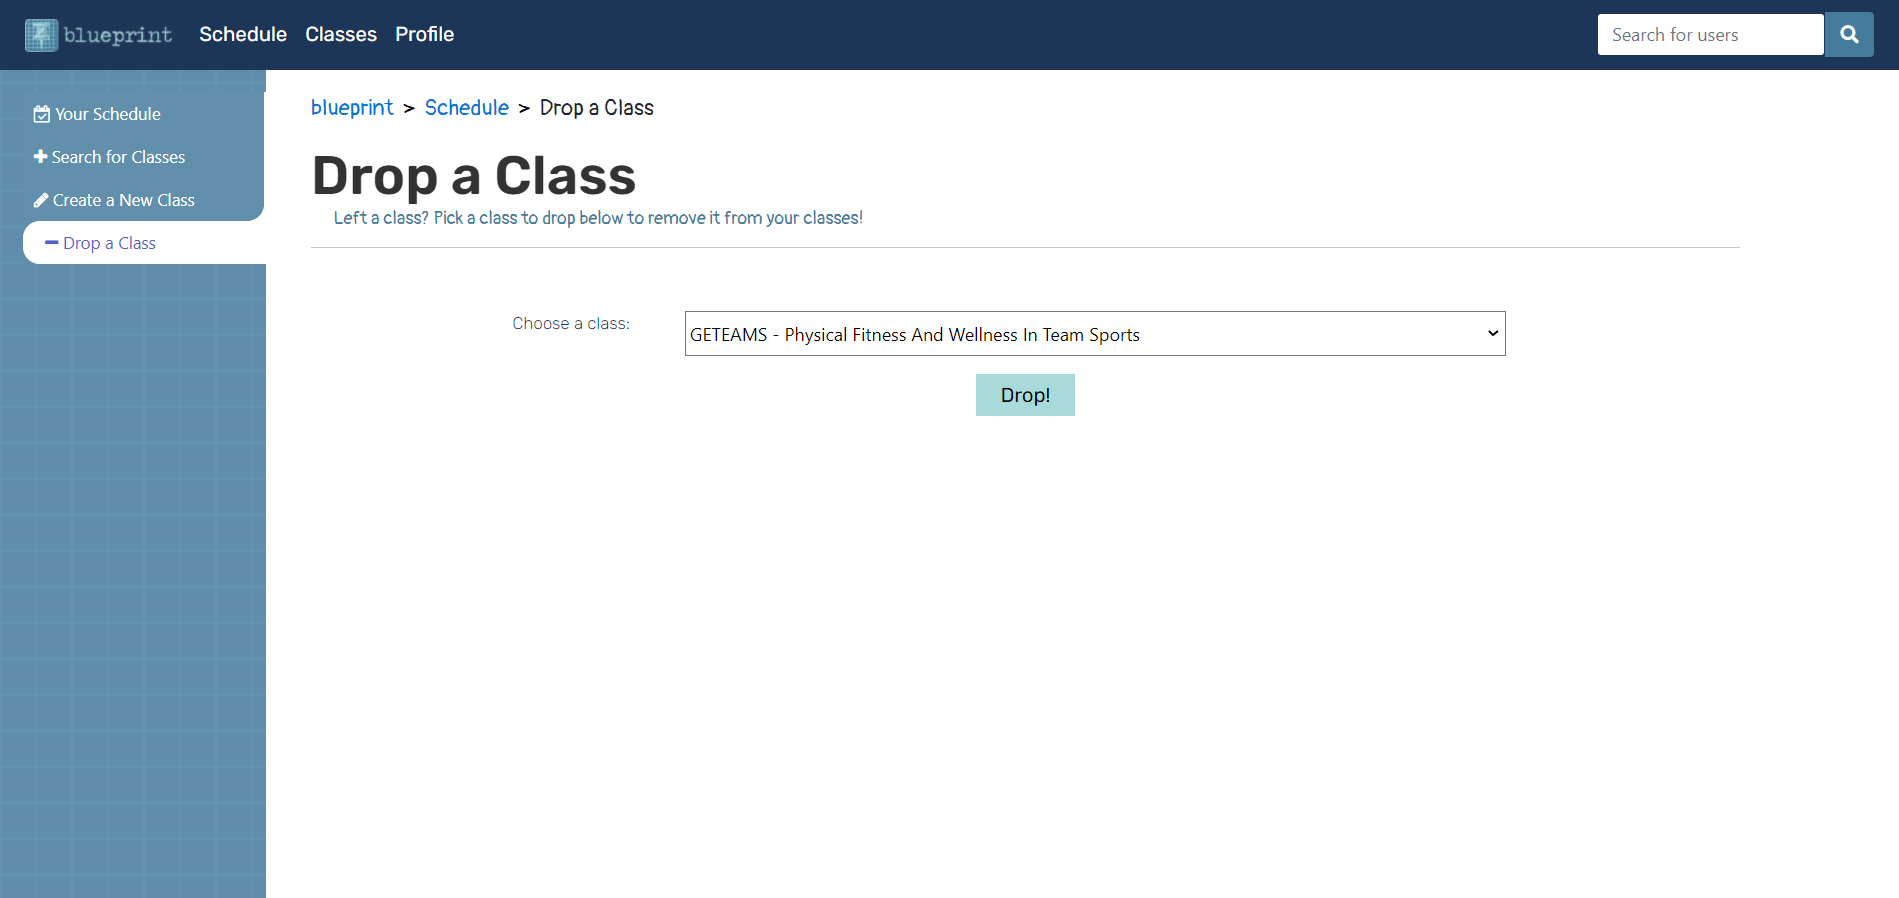 blueprint Schedule Classes Profile Search for users
Your Schedule
Search for Classes
Create a New Class
Drop a Class
blueprint > Schedule > Drop a Class
Drop a Class
Left a class? Pick a class to drop below to remove it from your classes!
Choose a class: GETEAMS - Physical Fitness And Wellness In Team Sports
Drop!